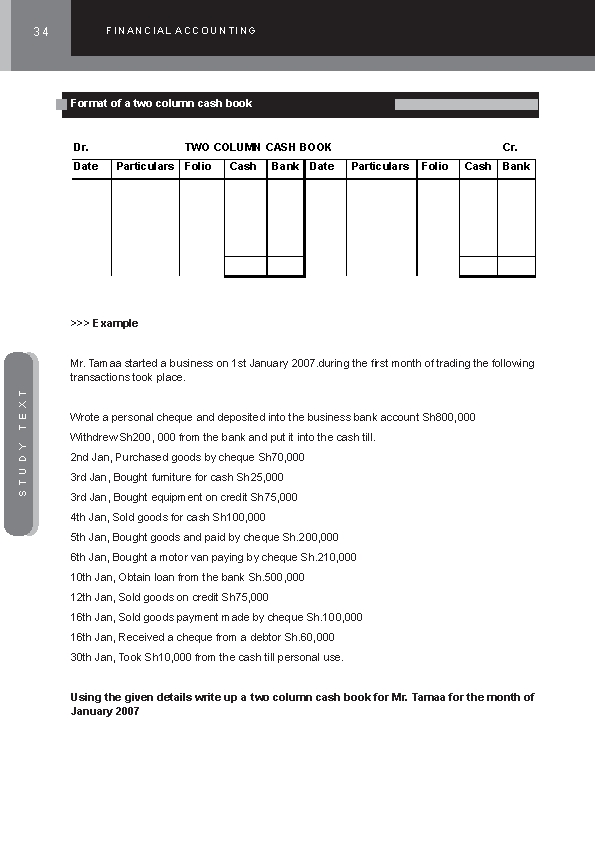 34
FINANCIAL ACCOUNTING
Format of a two column cash book
Dr. TWO COLUMN CASH BOOK Cr.
Date Particulars Folio Cash Bank Date Particulars Folio Cash Bank
>>> Example
Mr. Tamaa started a business on 1st January 2007.during the first month of trading the following
transactions took place.
Wrote a personal cheque and deposited into the business bank account Sh800,000
Withdrew Sh200, 000 from the bank and put it into the cash till.
2nd Jan, Purchased goods by cheque Sh70,000
3rd Jan, Bought furniture for cash Sh25,000
3rd Jan, Bought equipment on credit Sh75,000
4th Jan, Sold goods for cash Sh100,000
5th Jan, Bought goods and paid by cheque Sh.200,000
6th Jan, Bought a motor van paying by cheque Sh.210,000
10th Jan, Obtain loan from the bank Sh.500,000
12th Jan, Sold goods on credit Sh75,000
16th Jan, Sold goods payment made by cheque Sh.100,000
16th Jan, Received a cheque from a debtor Sh.60,000
30th Jan, Took Sh10,000 from the cash till personal use.
Using the given details write up a two column cash book for Mr. Tamaa for the month of
January 2007
STUDY TEXT